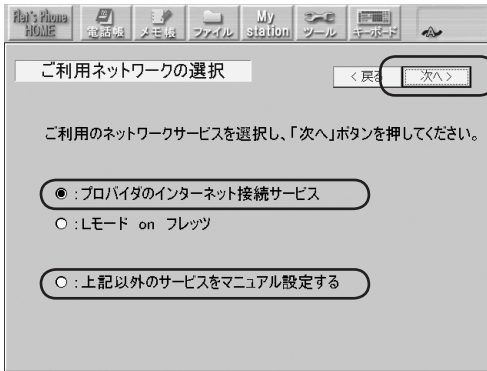 Flet's Phone HOME
電話帳
メモ帳
ファイル
My station
ツール
キーボード
ご利用ネットワークの選択
< 戻る
次へ >
ご利用のネットワークサービスを選択し、「次へ」ボタンを押してください。
:プロバイダのインターネット接続サービス
:Lモード on フレッツ
:上記以外のサービスをマニュアル設定する